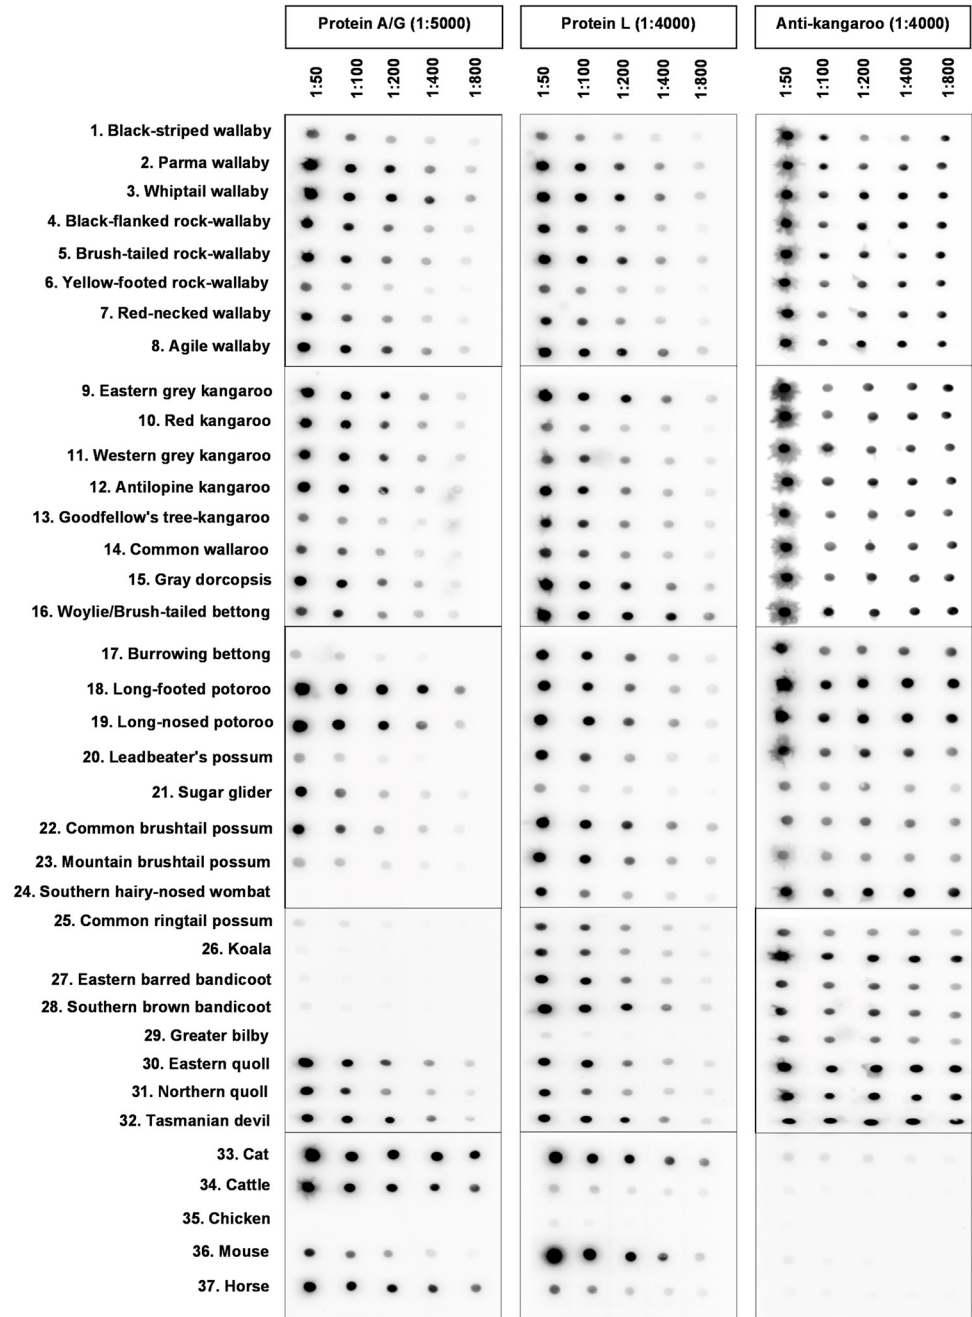 Protein A/G (1:5000) Protein L (1:4000) Anti-kangaroo (1:4000)
1:50 1:100 1:200 1:400 1:800 1:50 1:100 1:200 1:400 1:800 1:50 1:100 1:200 1:400 1:800
1. Black-striped wallaby
2. Parma wallaby
3. Whiptail wallaby
4. Black-flanked rock-wallaby
5. Brush-tailed rock-wallaby
6. Yellow-footed rock-wallaby
7. Red-necked wallaby
8. Agile wallaby
9. Eastern grey kangaroo
10. Red kangaroo
11. Western grey kangaroo
12. Antilopine kangaroo
13. Goodfellow's tree-kangaroo
14. Common wallaroo
15. Gray dorcopsis
16. Woylie/Brush-tailed bettong
17. Burrowing bettong
18. Long-footed potoroo
19. Long-nosed potoroo
20. Leadbeater's possum
21. Sugar glider
22. Common brushtail possum
23. Mountain brushtail possum
24. Southern hairy-nosed wombat
25. Common ringtail possum
26. Koala
27. Eastern barred bandicoot
28. Southern brown bandicoot
29. Greater bilby
30. Eastern quoll
31. Northern quoll
32. Tasmanian devil
33. Cat
34. Cattle
35. Chicken
36. Mouse
37. Horse